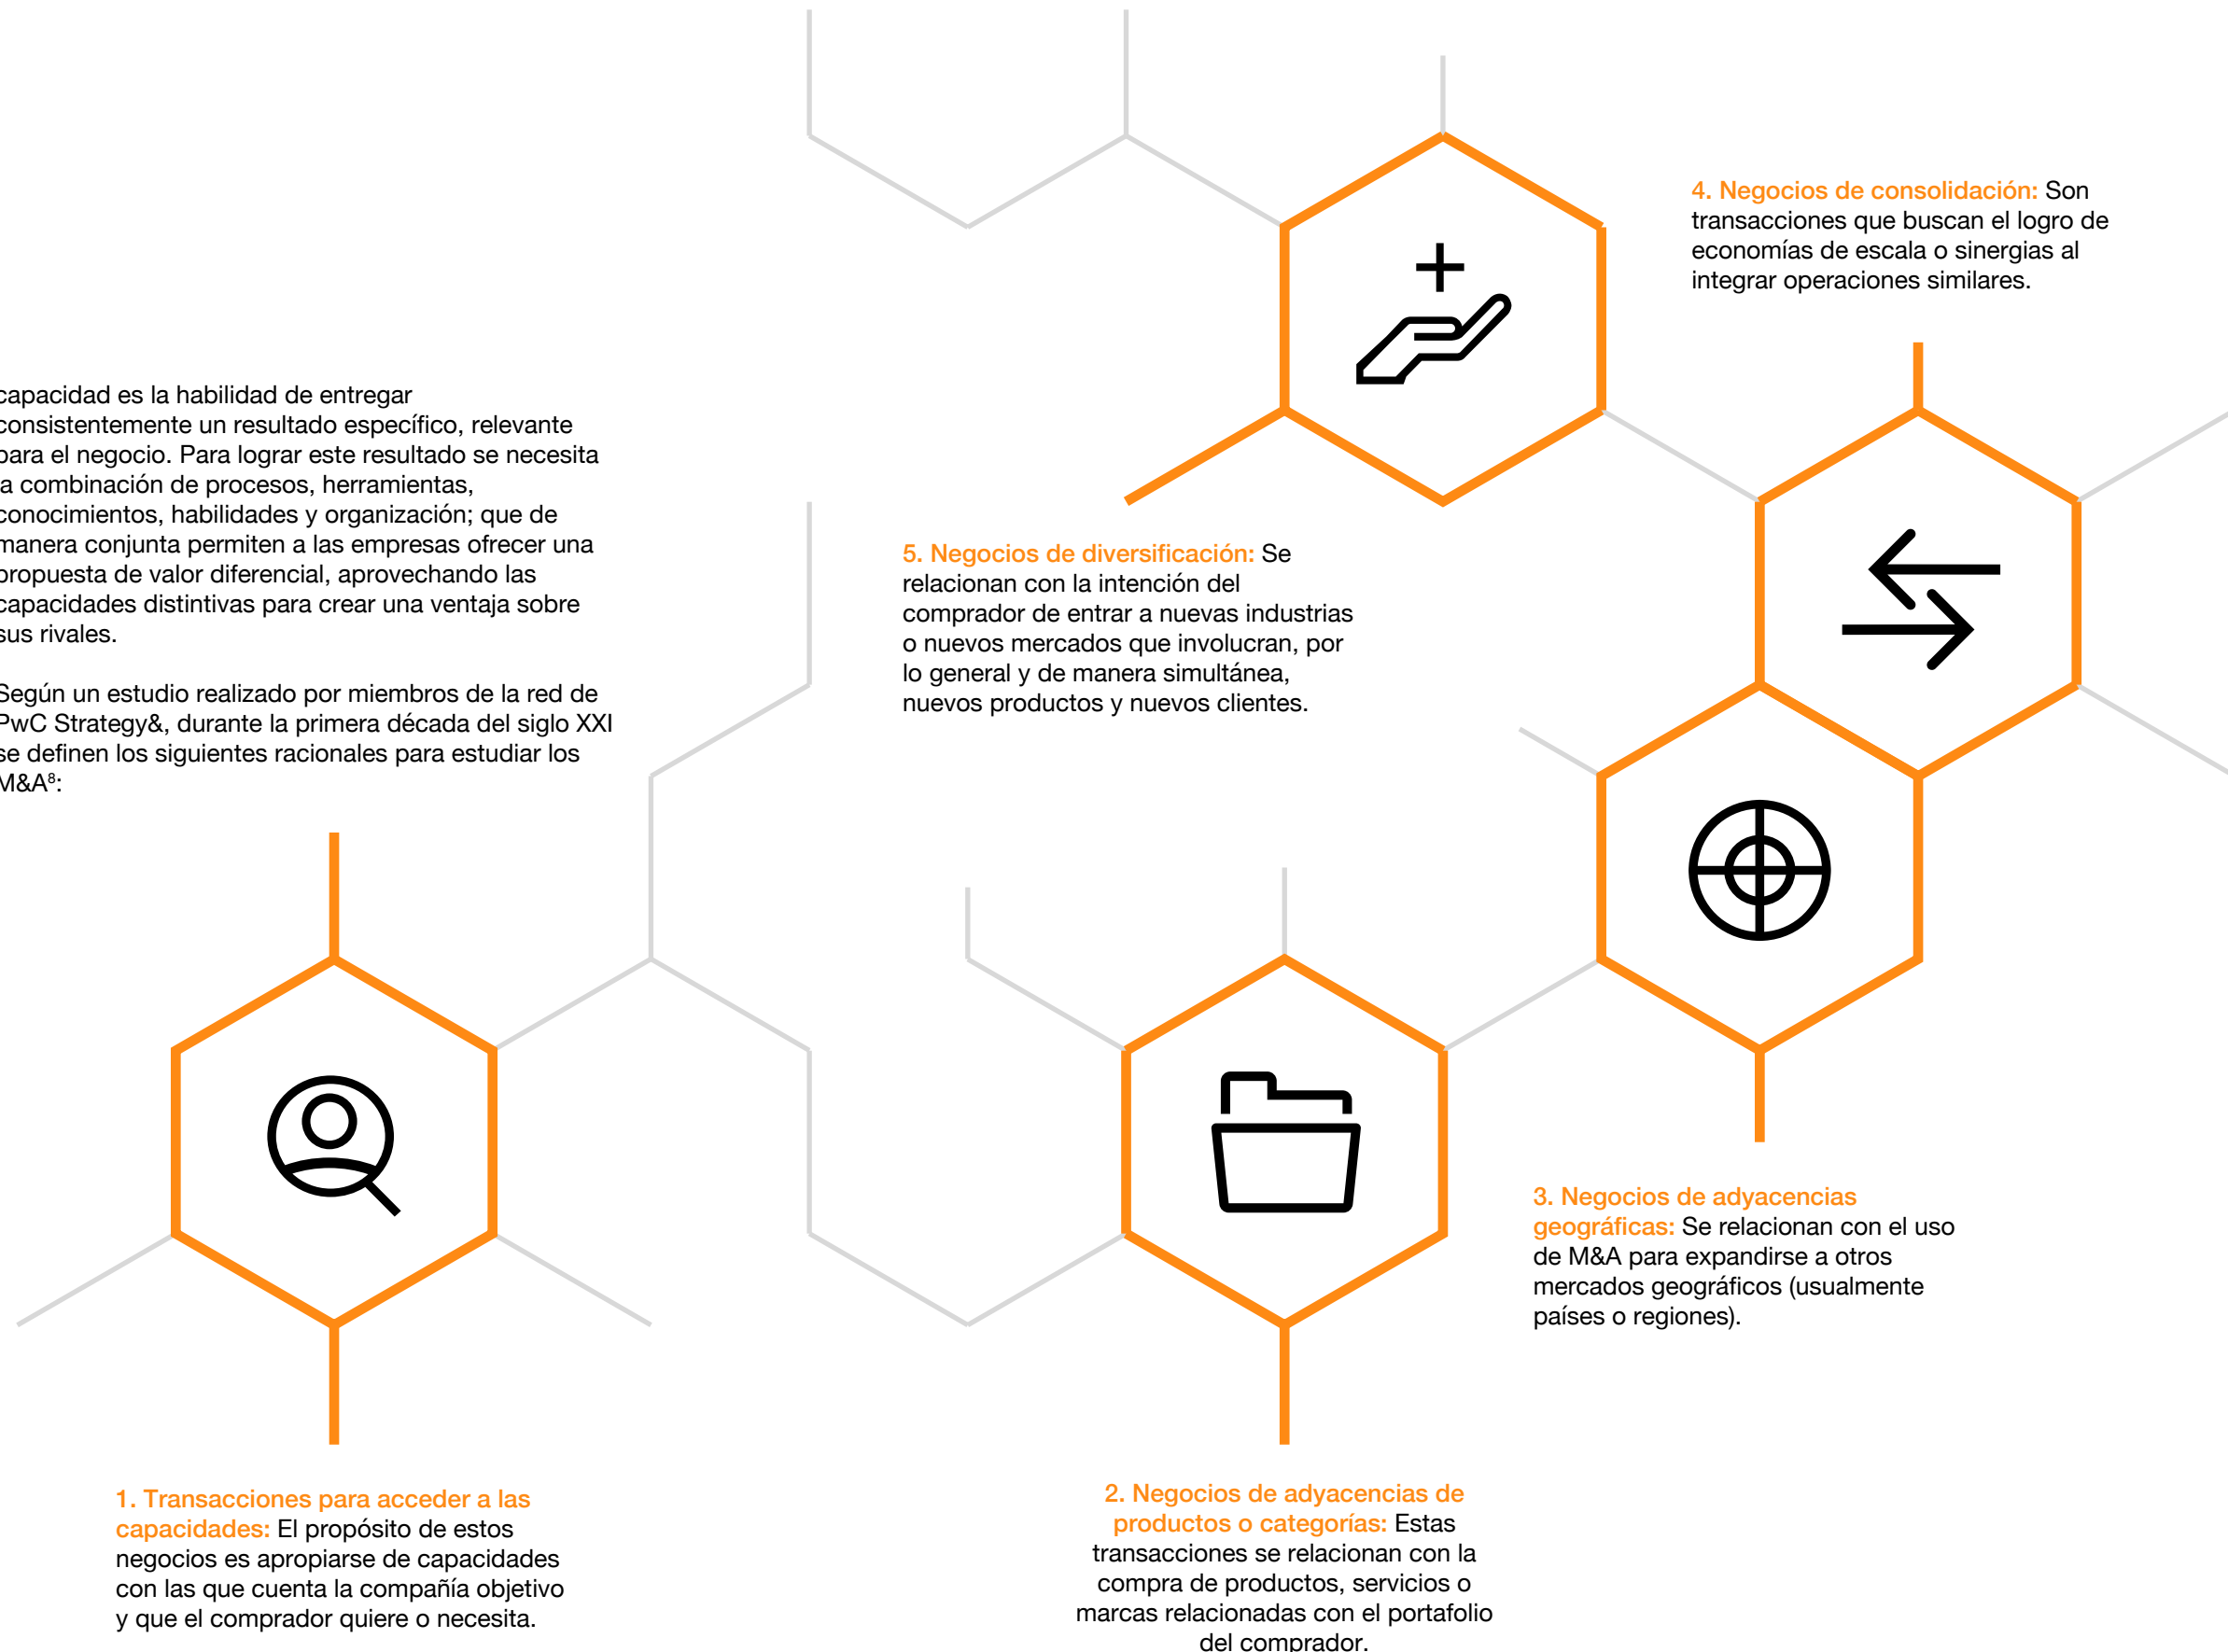 capacidad es la habilidad de entregar
consistentemente un resultado específico, relevante
para el negocio. Para lograr este resultado se necesita
la combinación de procesos, herramientas,
conocimientos, habilidades y organización; que de
manera conjunta permiten a las empresas ofrecer una
propuesta de valor diferencial, aprovechando las
capacidades distintivas para crear una ventaja sobre
sus rivales.
Según un estudio realizado por miembros de la red de
PwC Strategy&, durante la primera década del siglo XXI
se definen los siguientes racionales para estudiar los
M&A⁸:
1. Transacciones para acceder a las
capacidades: El propósito de estos
negocios es apropiarse de capacidades
con las que cuenta la compañía objetivo
y que el comprador quiere o necesita.
2. Negocios de adyacencias de
productos o categorías: Estas
transacciones se relacionan con la
compra de productos, servicios o
marcas relacionadas con el portafolio
del comprador.
3. Negocios de adyacencias
geográficas: Se relacionan con el uso
de M&A para expandirse a otros
mercados geográficos (usualmente
países o regiones).
4. Negocios de consolidación: Son
transacciones que buscan el logro de
economías de escala o sinergias al
integrar operaciones similares.
5. Negocios de diversificación: Se
relacionan con la intención del
comprador de entrar a nuevas industrias
o nuevos mercados que involucran, por
lo general y de manera simultánea,
nuevos productos y nuevos clientes.